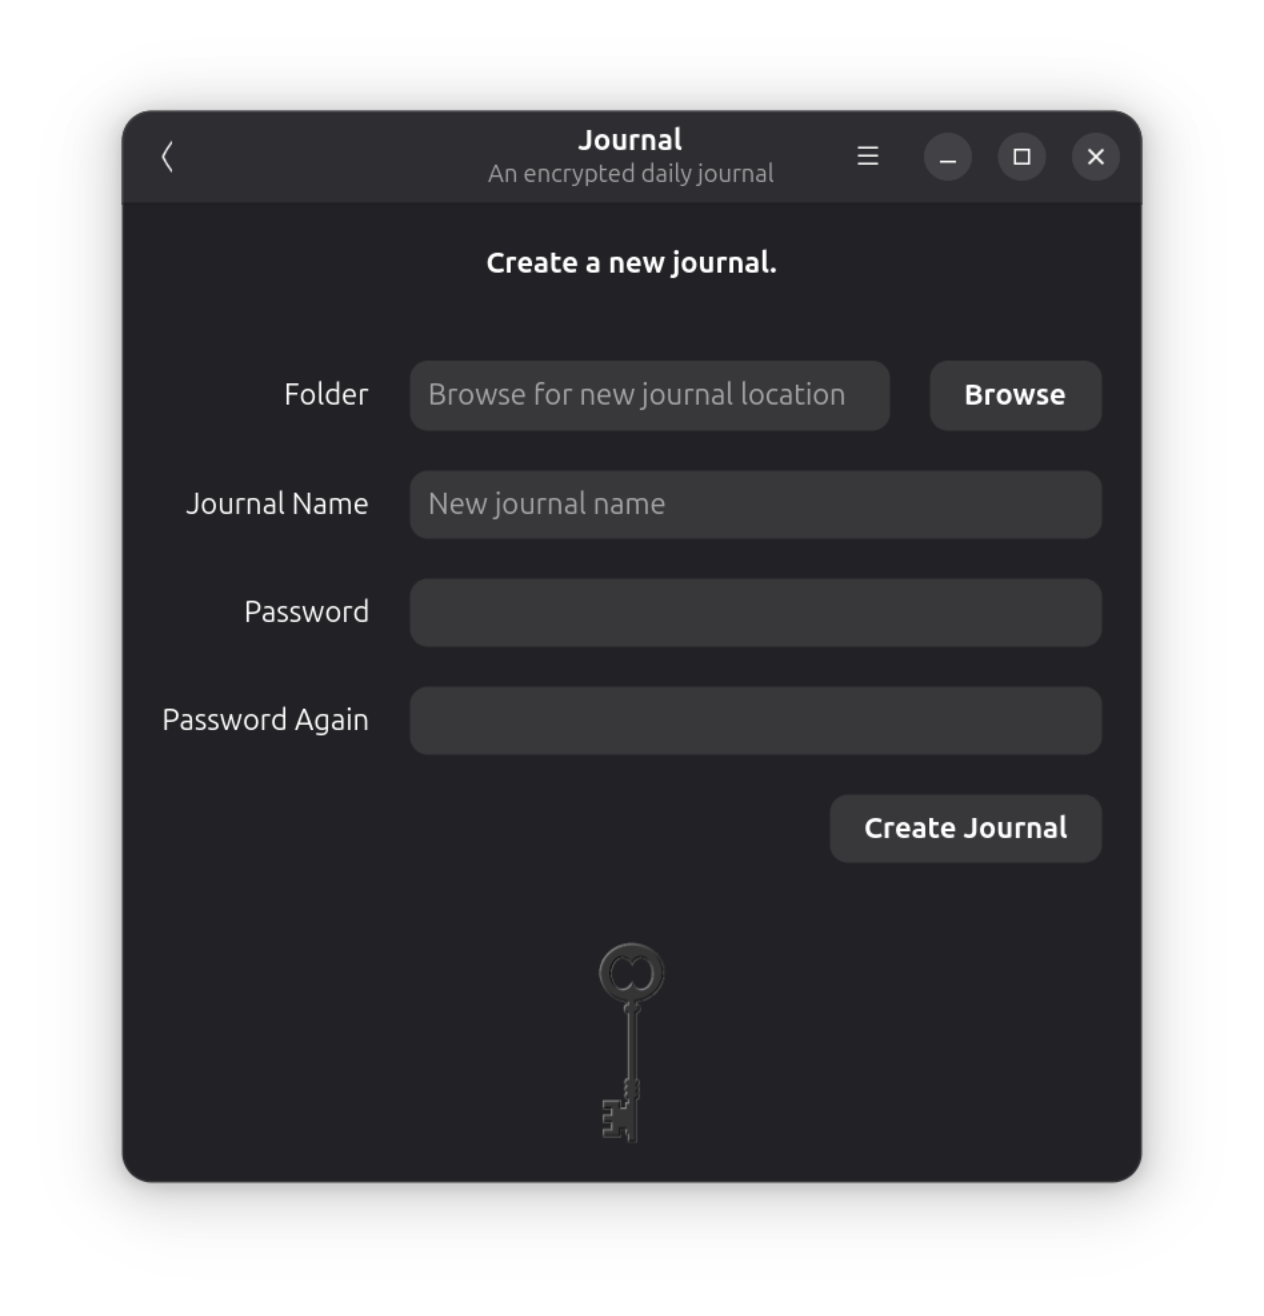 Journal
An encrypted daily journal
Create a new journal.
Folder Browse for new journal location Browse
Journal Name New journal name
Password
Password Again
Create Journal